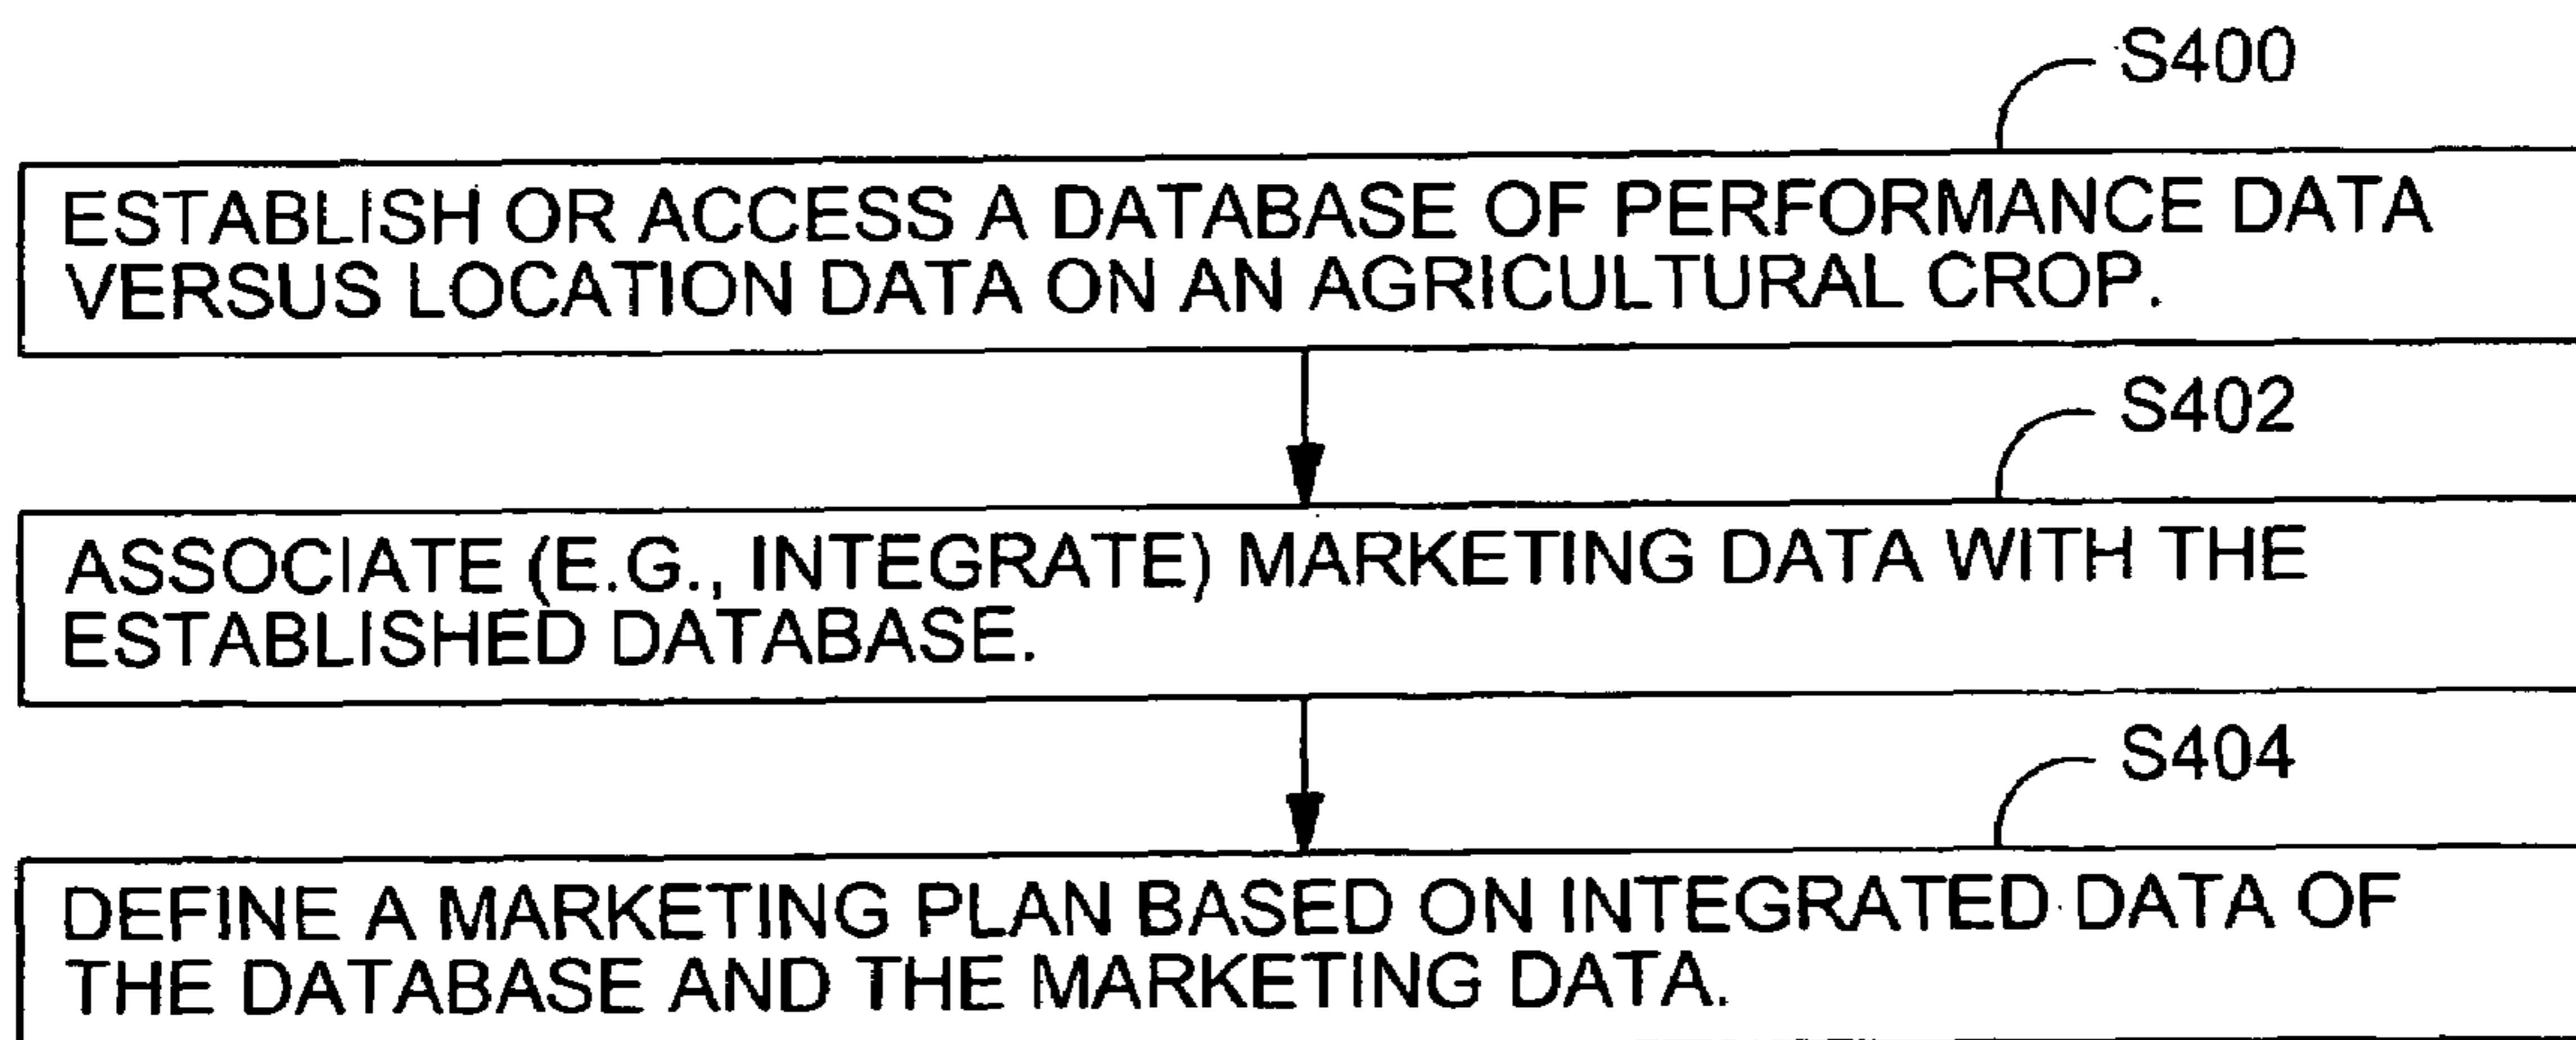 S400
ESTABLISH OR ACCESS A DATABASE OF PERFORMANCE DATA
VERSUS LOCATION DATA ON AN AGRICULTURAL CROP.
S402
ASSOCIATE (E.G., INTEGRATE) MARKETING DATA WITH THE
ESTABLISHED DATABASE.
S404
DEFINE A MARKETING PLAN BASED ON INTEGRATED DATA OF
THE DATABASE AND THE MARKETING DATA.